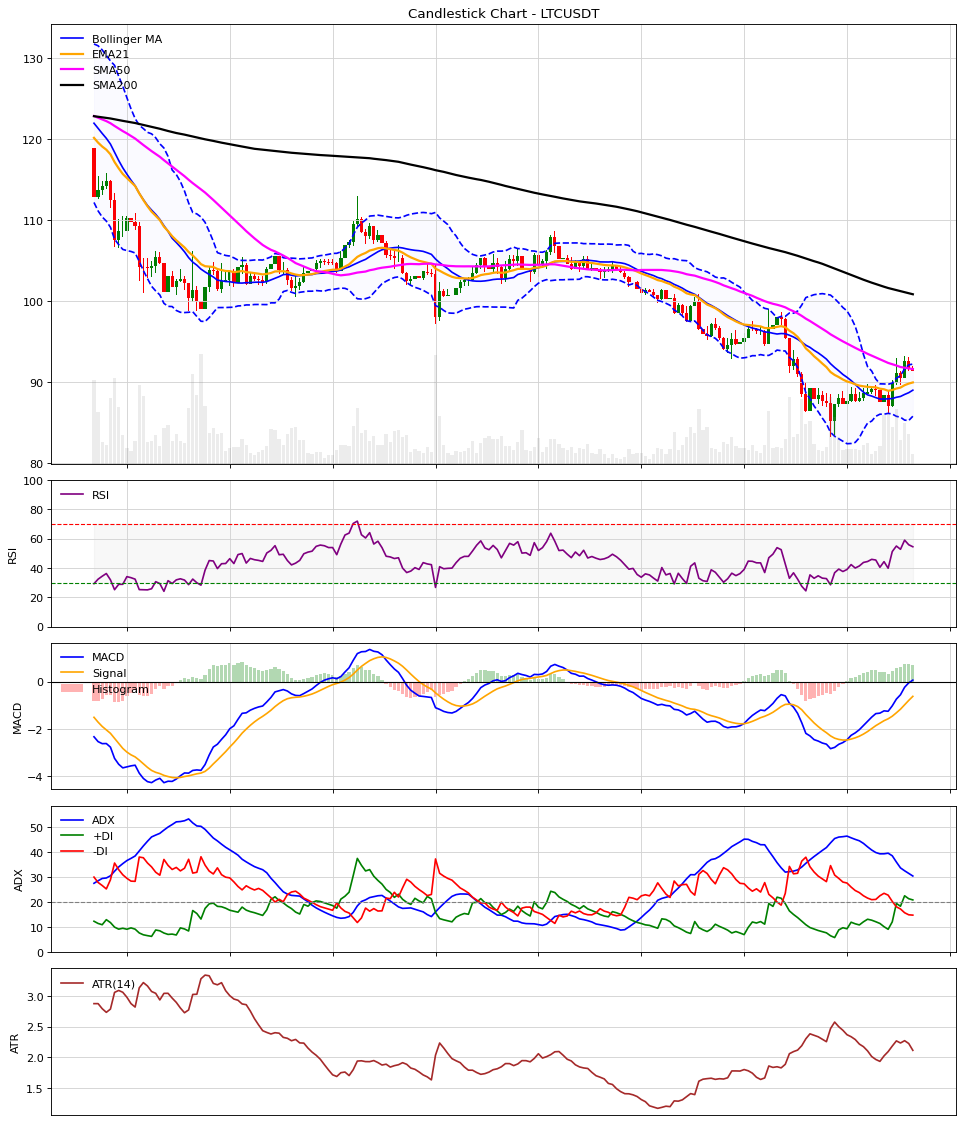 Candlestick Chart - LTCUSDT
Bollinger MA
EMA21
SMA50
SMA200
130
120
110
100
90
80
RSI
100
80
60
40
20
0
RSI
MACD
Signal
Histogram
0
−2
−4
MACD
ADX
+DI
-DI
50
40
30
20
10
0
ADX
ATR(14)
3.0
2.5
2.0
1.5
ATR